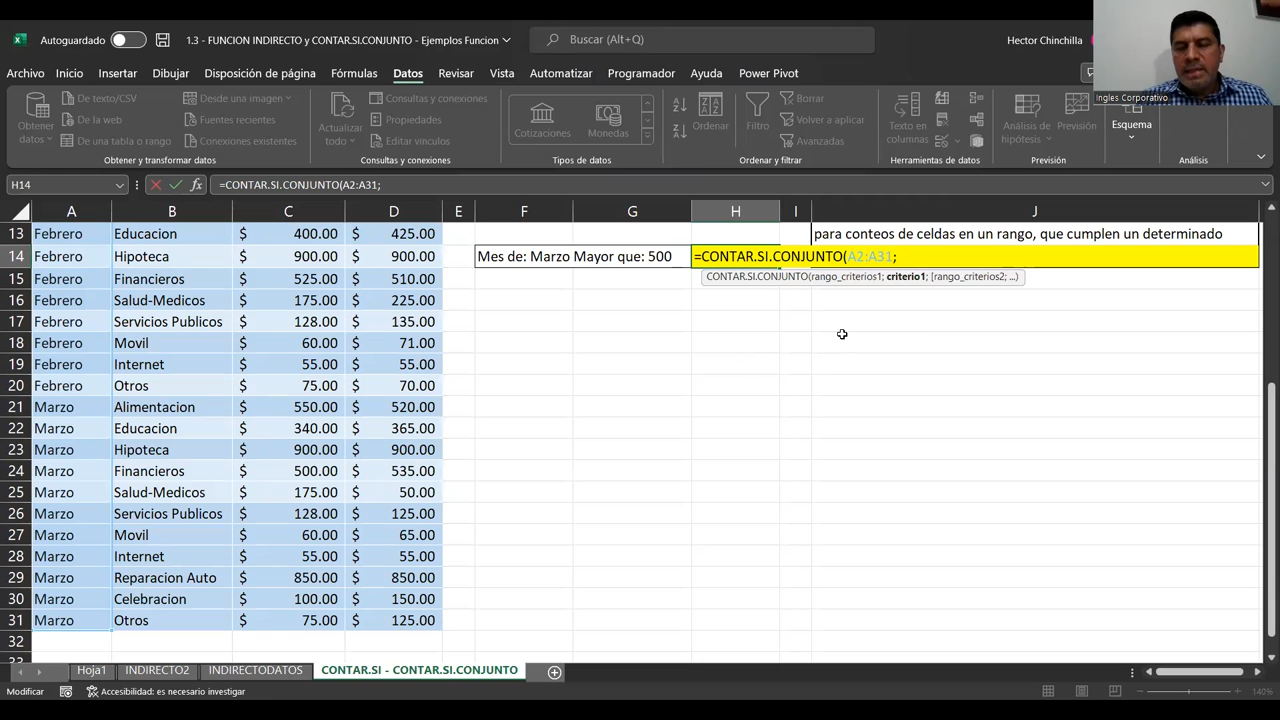 Autoguardado
1.3 - FUNCION INDIRECTO y CONTAR.SI.CONJUNTO - Ejemplos Funcion
Buscar (Alt+Q)
Hector Chinchilla
Ingles Corporativo
Archivo Inicio Insertar Dibujar Disposición de página Fórmulas Datos Revisar Vista Automatizar Programador Ayuda Power Pivot
Obtener datos
De texto/CSV
De la web
De una tabla o rango
Desde una imagen
Fuentes recientes
Conexiones existentes
Obtener y transformar datos
Actualizar todo
Consultas y conexiones
Propiedades
Editar vínculos
Consultas y conexiones
Cotizaciones
Monedas
Tipos de datos
Ordenar
Filtro
Borrar
Volver a aplicar
Avanzadas
Ordenar y filtrar
Texto en columnas
Herramientas de datos
Análisis de hipótesis
Previsión
Previsión
Esquema
Análisis
H14
fx
=CONTAR.SI.CONJUNTO(A2:A31;
A B C D E F G H I J
13 Febrero Educacion $ 400.00 $ 425.00 para conteos de celdas en un rango, que cumplen un determinado
14 Febrero Hipoteca $ 900.00 $ 900.00 Mes de: Marzo Mayor que: 500 =CONTAR.SI.CONJUNTO(A2:A31;
CONTAR.SI.CONJUNTO(rango_criterios1; criterio1; [rango_criterios2; ...)
15 Febrero Financieros $ 525.00 $ 510.00
16 Febrero Salud-Medicos $ 175.00 $ 225.00
17 Febrero Servicios Publicos $ 128.00 $ 135.00
18 Febrero Movil $ 60.00 $ 71.00
19 Febrero Internet $ 55.00 $ 55.00
20 Febrero Otros $ 75.00 $ 70.00
21 Marzo Alimentacion $ 550.00 $ 520.00
22 Marzo Educacion $ 340.00 $ 365.00
23 Marzo Hipoteca $ 900.00 $ 900.00
24 Marzo Financieros $ 500.00 $ 535.00
25 Marzo Salud-Medicos $ 175.00 $ 50.00
26 Marzo Servicios Publicos $ 128.00 $ 125.00
27 Marzo Movil $ 60.00 $ 65.00
28 Marzo Internet $ 55.00 $ 55.00
29 Marzo Reparacion Auto $ 850.00 $ 850.00
30 Marzo Celebracion $ 100.00 $ 150.00
31 Marzo Otros $ 75.00 $ 125.00
32
Hoja1 INDIRECTO2 INDIRECTODATOS CONTAR.SI - CONTAR.SI.CONJUNTO
Modificar
Accesibilidad: es necesario investigar
140%